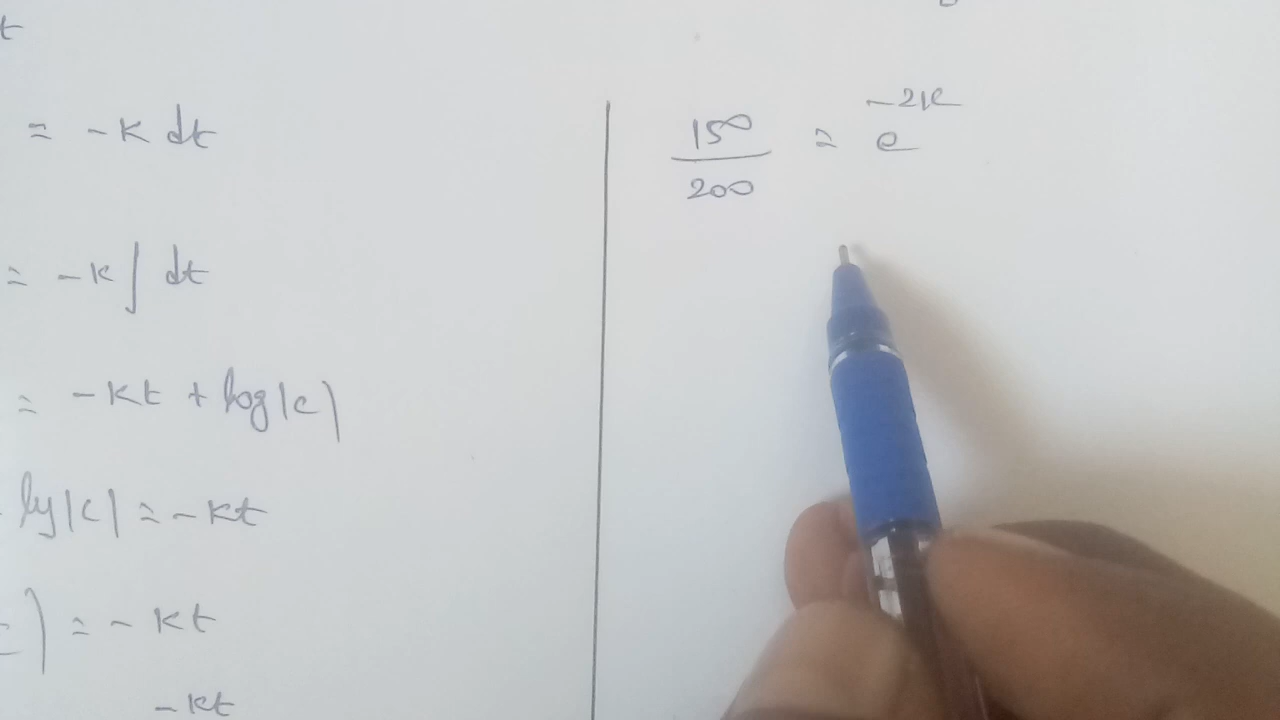 t
= -k dt
= -k ∫ dt
= -kt + log|c|
log|c| = -kt
) = - kt
-kt
150/200 = e^-2k